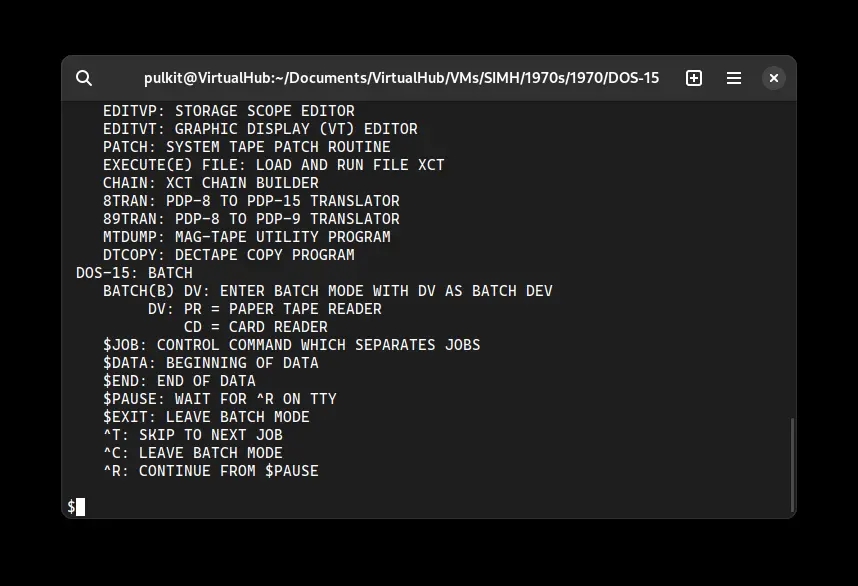 pulkit@VirtualHub:~/Documents/VirtualHub/VMs/SIMH/1970s/1970/DOS-15
EDITVP: STORAGE SCOPE EDITOR
EDITVT: GRAPHIC DISPLAY (VT) EDITOR
PATCH: SYSTEM TAPE PATCH ROUTINE
EXECUTE(E) FILE: LOAD AND RUN FILE XCT
CHAIN: XCT CHAIN BUILDER
8TRAN: PDP-8 TO PDP-15 TRANSLATOR
89TRAN: PDP-8 TO PDP-9 TRANSLATOR
MTDUMP: MAG-TAPE UTILITY PROGRAM
DTCOPY: DECTAPE COPY PROGRAM
DOS-15: BATCH
BATCH(B) DV: ENTER BATCH MODE WITH DV AS BATCH DEV
DV: PR = PAPER TAPE READER
CD = CARD READER
$JOB: CONTROL COMMAND WHICH SEPARATES JOBS
$DATA: BEGINNING OF DATA
$END: END OF DATA
$PAUSE: WAIT FOR ^R ON TTY
$EXIT: LEAVE BATCH MODE
^T: SKIP TO NEXT JOB
^C: LEAVE BATCH MODE
^R: CONTINUE FROM $PAUSE
$